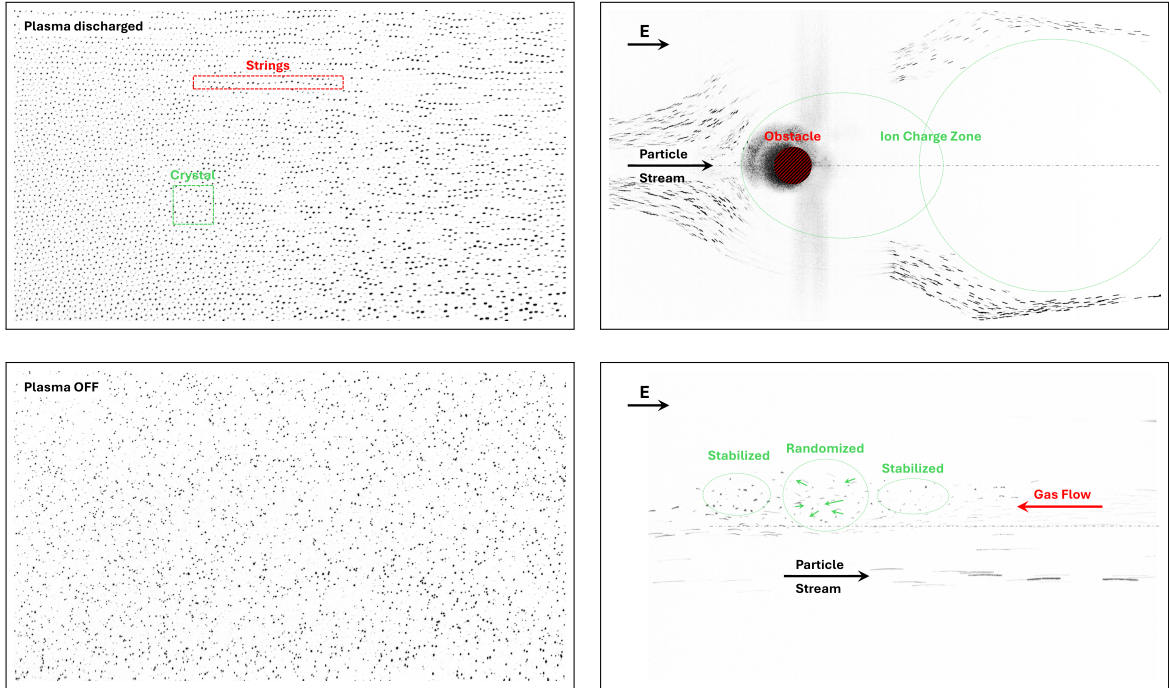 Plasma discharged
Strings
Crystal
E
Obstacle
Ion Charge Zone
Particle
Stream
Plasma OFF
E
Stabilized
Randomized
Stabilized
Gas Flow
Particle
Stream